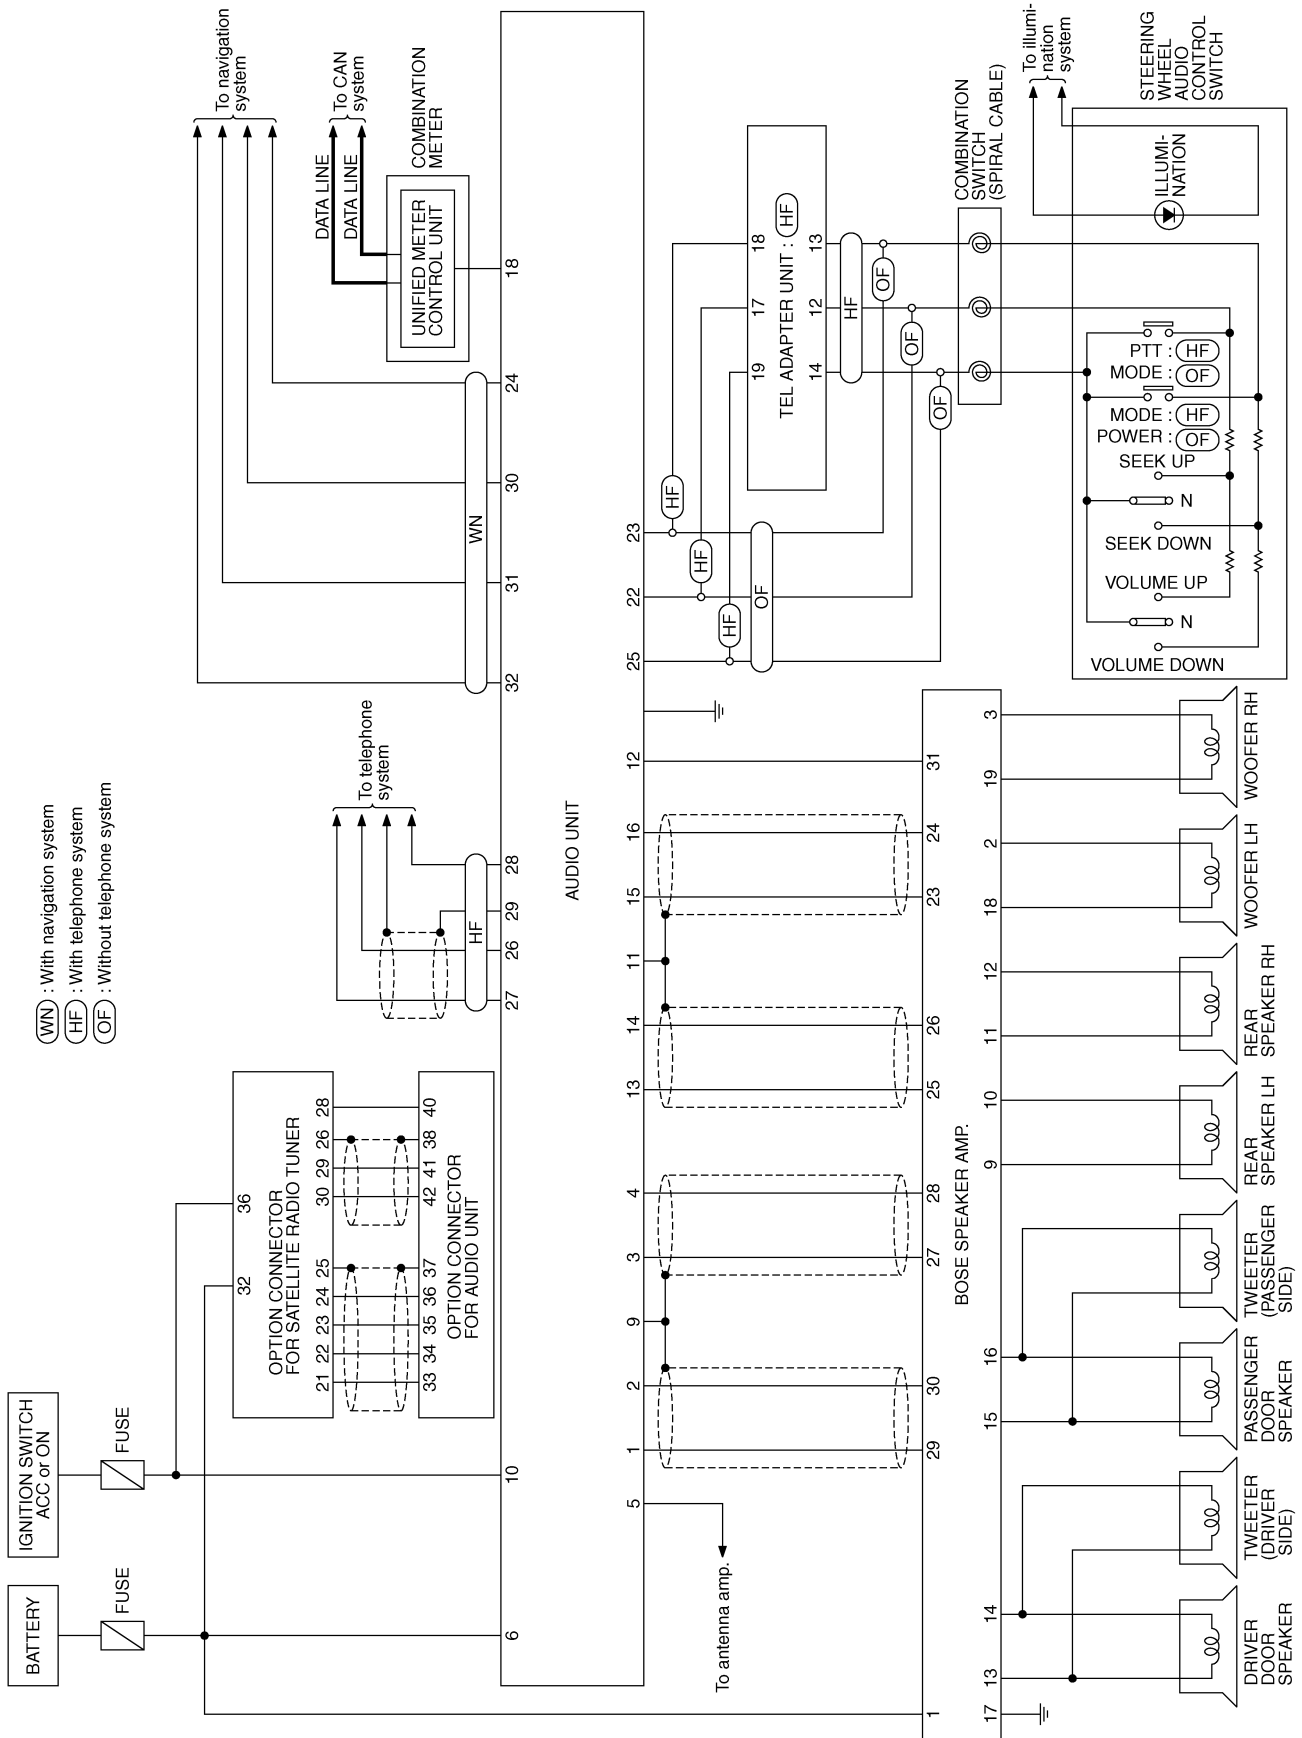 WN : With navigation system
HF : With telephone system
OF : Without telephone system
BATTERY
FUSE
IGNITION SWITCH
ACC or ON
FUSE
OPTION CONNECTOR
FOR SATELLITE RADIO TUNER
32
36
21
22
23
24
25
30
29
26
28
33
34
35
36
37
42
41
38
40
OPTION CONNECTOR
FOR AUDIO UNIT
To telephone
system
HF
To navigation
system
WN
To CAN
system
DATA LINE
DATA LINE
COMBINATION
METER
UNIFIED METER
CONTROL UNIT
6
10
27
26
29
28
32
31
30
24
18
AUDIO UNIT
5
1
2
9
3
4
13
14
11
15
16
12
25
22
23
To antenna amp.
HF
HF
HF
OF
19
17
18
TEL ADAPTER UNIT : HF
14
12
13
HF
OF
OF
OF
COMBINATION
SWITCH
(SPIRAL CABLE)
To illumi-
nation
system
STEERING
WHEEL
AUDIO
CONTROL
SWITCH
ILLUMI-
NATION
PTT : HF
MODE : OF
MODE : HF
POWER : OF
SEEK UP
N
SEEK DOWN
VOLUME UP
N
VOLUME DOWN
1
29
30
27
28
25
26
23
24
31
BOSE SPEAKER AMP.
17
13
14
15
16
9
10
11
12
18
2
19
3
DRIVER
DOOR
SPEAKER
TWEETER
(DRIVER
SIDE)
PASSENGER
DOOR
SPEAKER
TWEETER
(PASSENGER
SIDE)
REAR
SPEAKER LH
REAR
SPEAKER RH
WOOFER LH
WOOFER RH